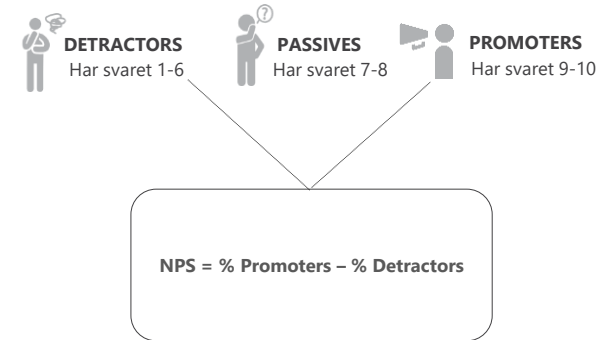 DETRACTORS
Har svaret 1-6
PASSIVES
Har svaret 7-8
PROMOTERS
Har svaret 9-10
NPS = % Promoters – % Detractors